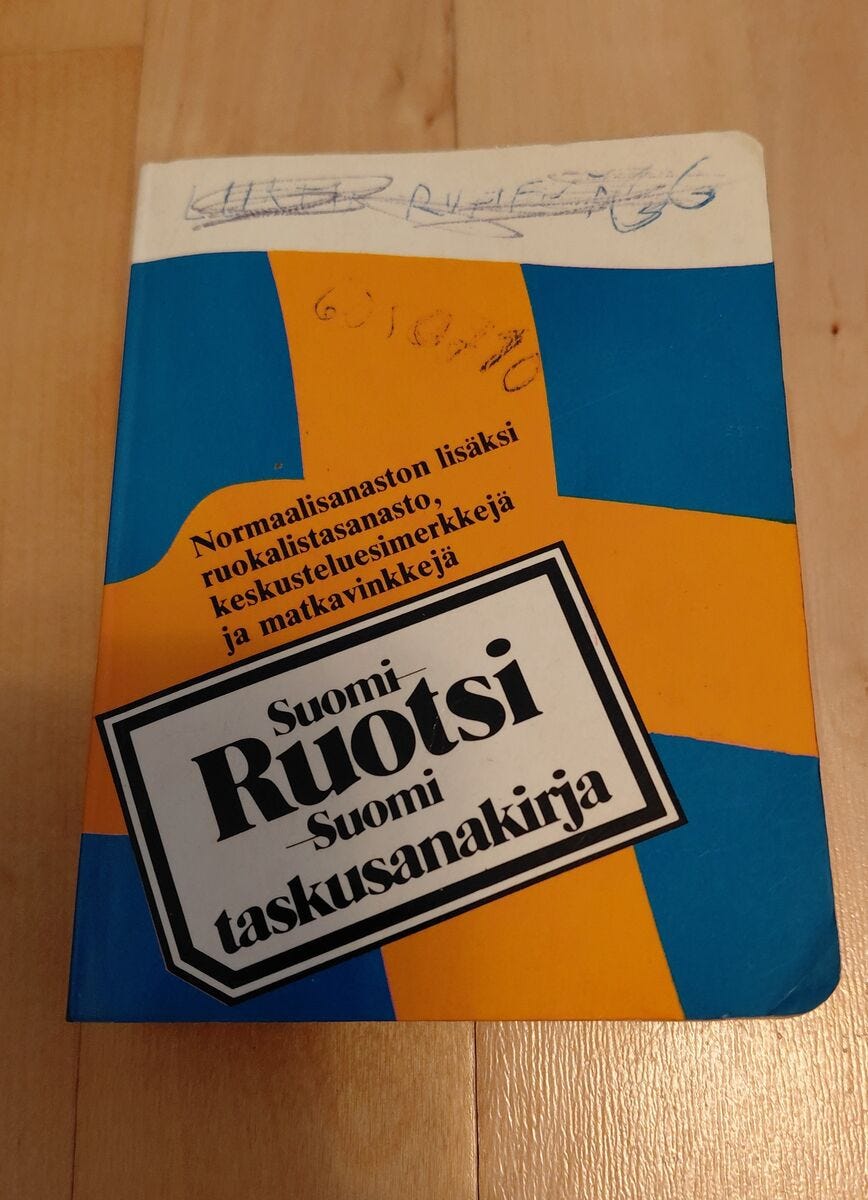 Normaalisanaston lisäksi
ruokalistasanasto,
keskusteluesimerkkejä
ja matkavinkkejä
Suomi–
Ruotsi
–Suomi
taskusanakirja